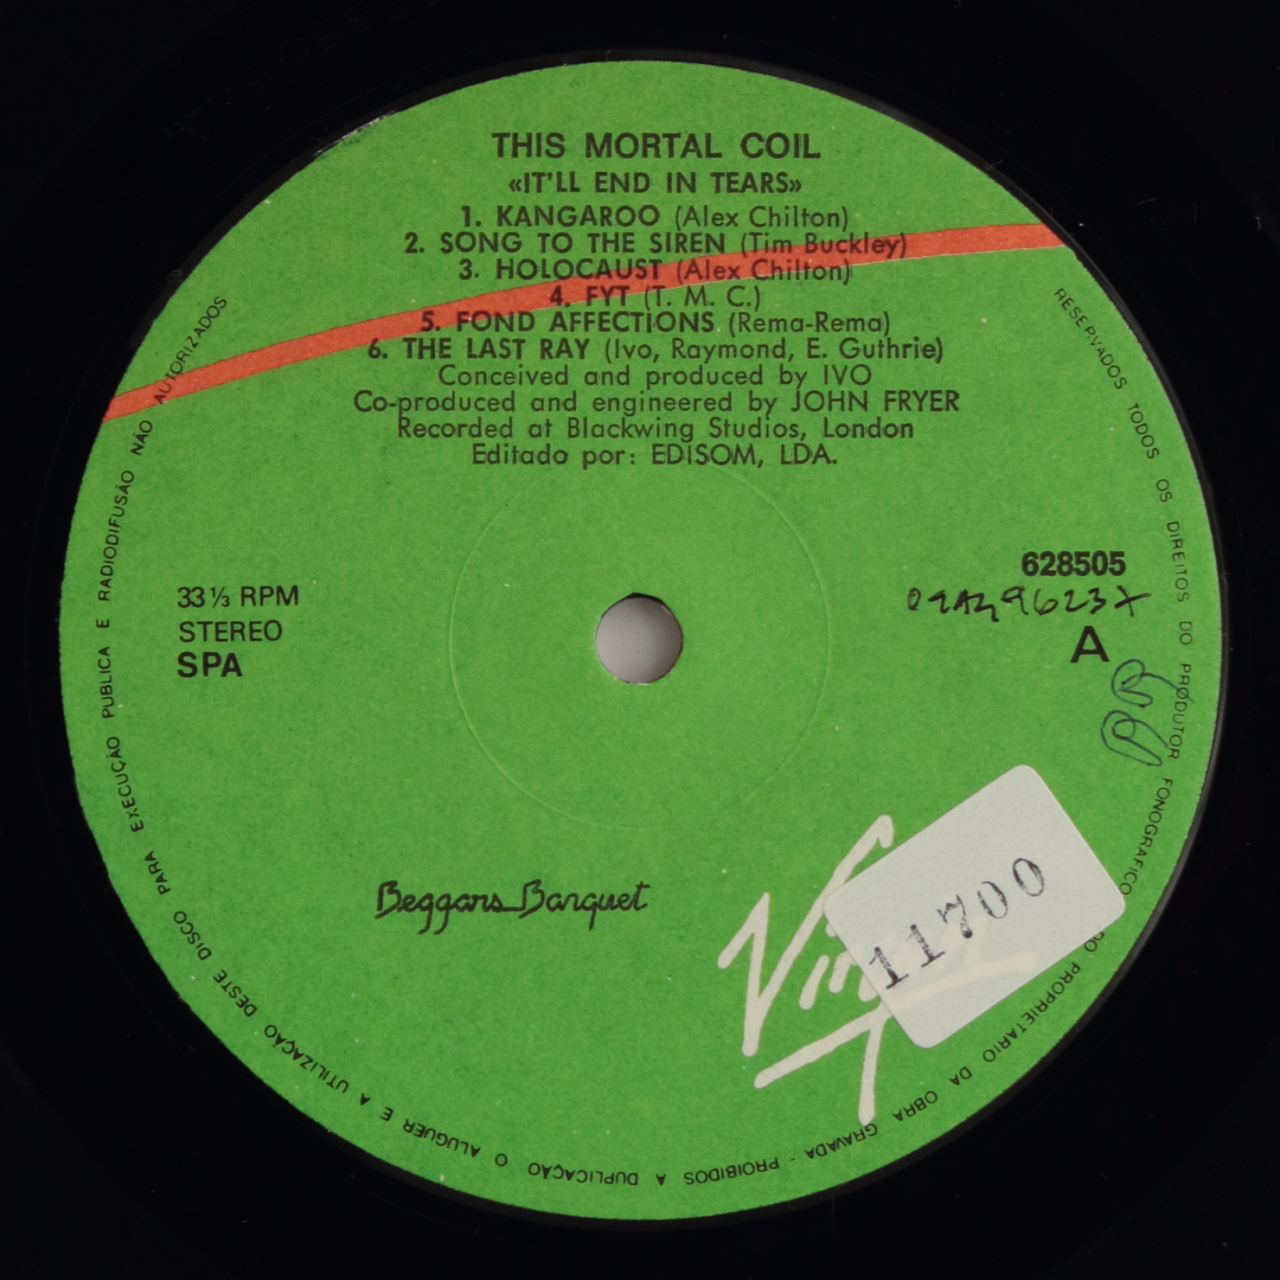 THIS MORTAL COIL
«IT'LL END IN TEARS»
1. KANGAROO (Alex Chilton)
2. SONG TO THE SIREN (Tim Buckley)
3. HOLOCAUST (Alex Chilton)
4. FYT (T. M. C.)
5. FOND AFFECTIONS (Rema-Rema)
6. THE LAST RAY (Ivo, Raymond, E. Guthrie)
Conceived and produced by IVO
Co-produced and engineered by JOHN FRYER
Recorded at Blackwing Studios, London
Editado por: EDISOM, LDA.
33⅓ RPM
STEREO
SPA
628505
A
Beggars Banquet
11700
RESERVADOS TODOS OS DIREITOS DO PRODUTOR FONOGRAFICO DO PROPRIETARIO DA OBRA GRAVADA - PROIBIDOS A DUPLICAÇÃO O ALUGUER E A UTILIZAÇÃO DESTE DISCO PARA EXECUÇÃO PUBLICA E RADIODIFUSÃO NÃO AUTORIZADOS